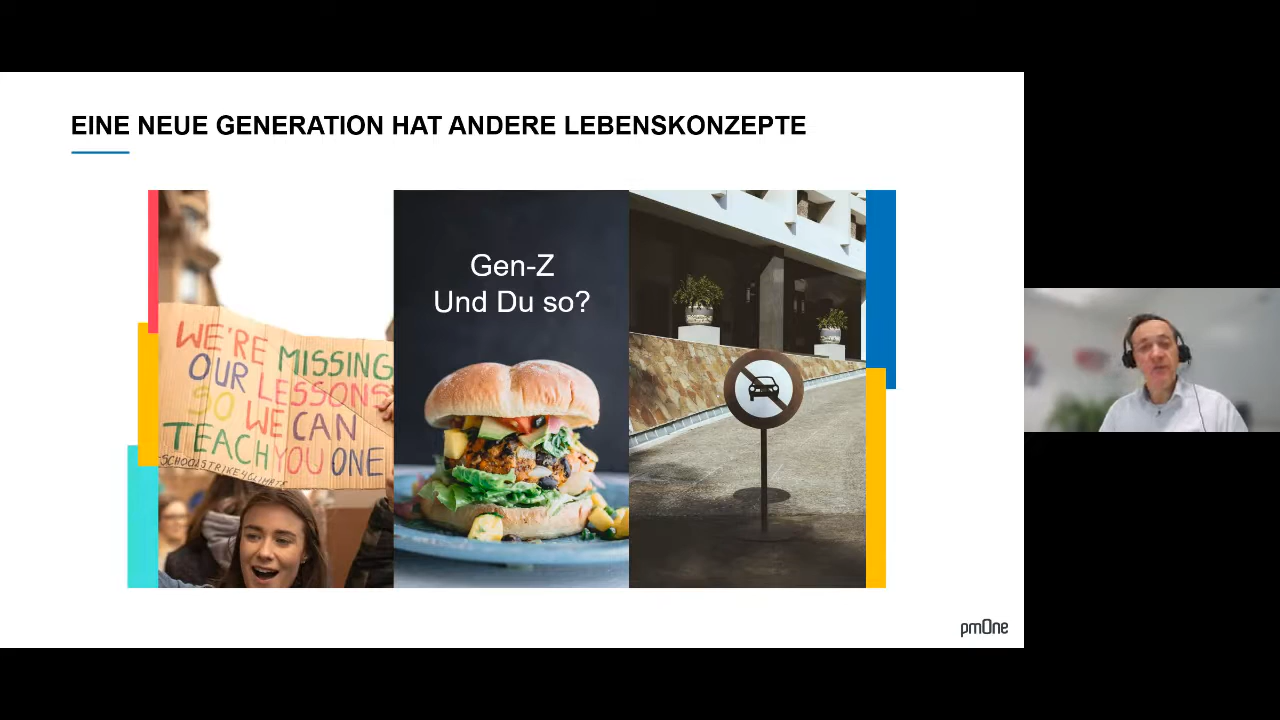 EINE NEUE GENERATION HAT ANDERE LEBENSKONZEPTE
WE'RE MISSING
OUR LESSONS
SO WE CAN
TEACH YOU ONE
-SCHOOLSTRIKE4CLIMATE
Gen-Z
Und Du so?
pmOne